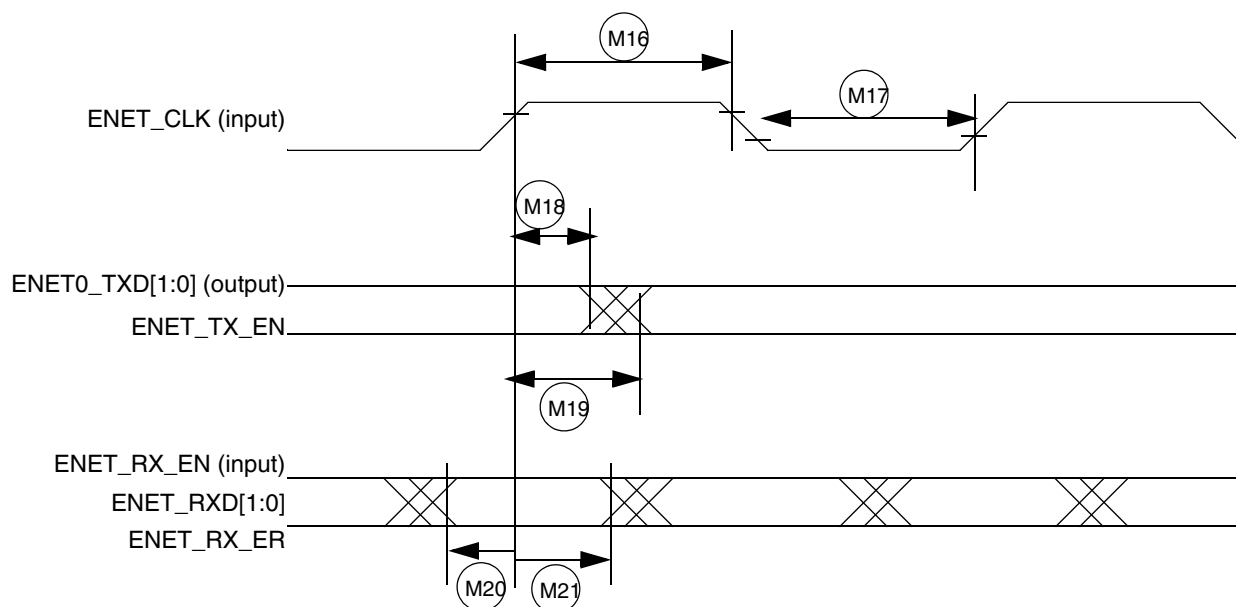 M16
ENET_CLK (input)
M17
M18
ENET0_TXD[1:0] (output)
ENET_TX_EN
M19
ENET_RX_EN (input)
ENET_RXD[1:0]
ENET_RX_ER
M20
M21